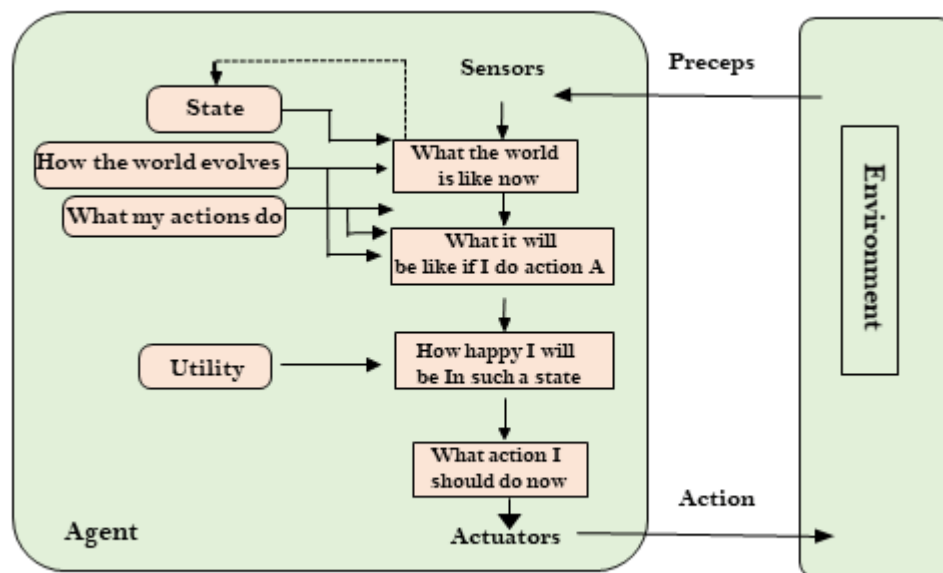 Sensors
Preceps
State
How the world evolves
What my actions do
What the world
is like now
What it will
be like if I do action A
Utility
How happy I will
be In such a state
What action I
should do now
Agent
Actuators
Action
Environment